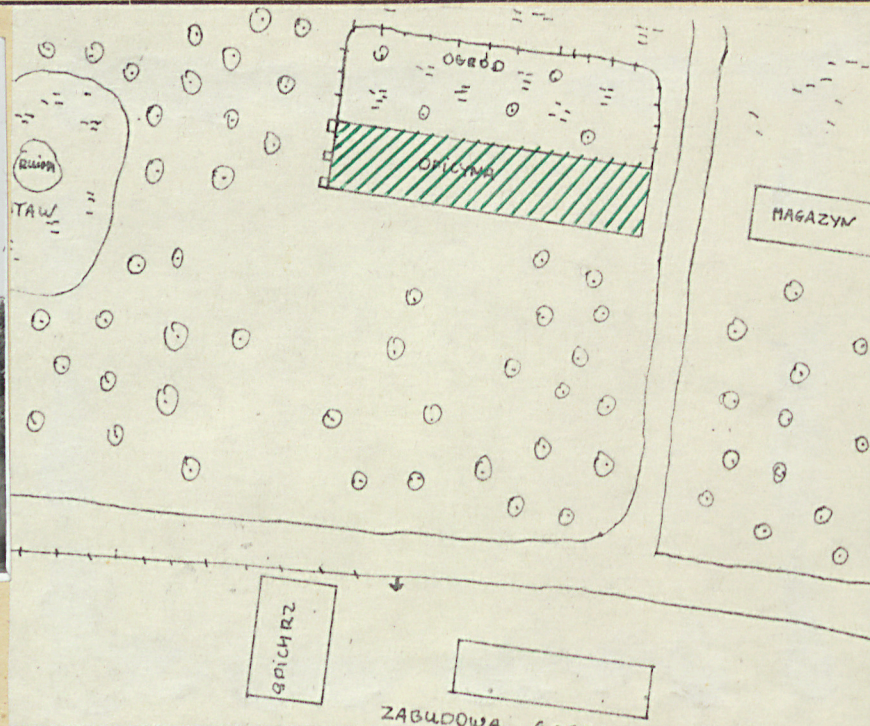 OGRÓD
OFICYNA
RUINA
STAW
MAGAZYN
SPICHRZ
ZABUDOWA